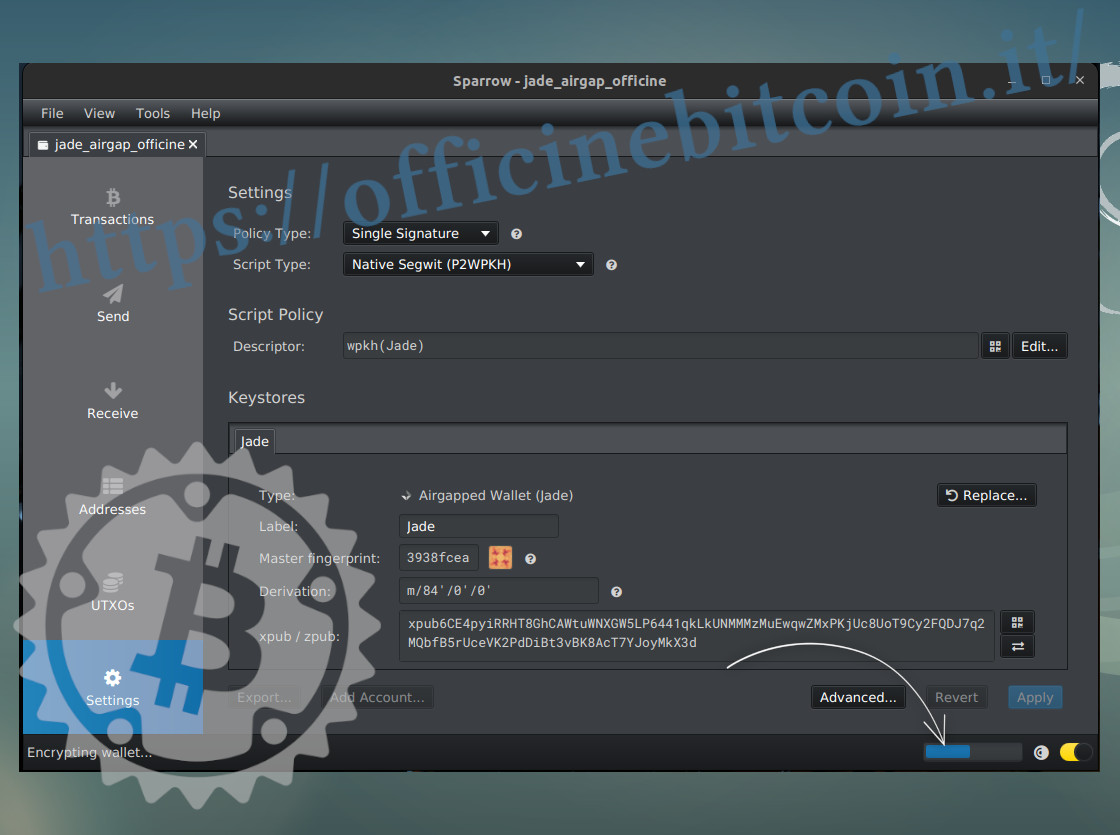 Sparrow - jade_airgap_officine
File View Tools Help
jade_airgap_officine
https://officinebitcoin.it/
Transactions
Send
Receive
Addresses
UTXOs
Settings
Settings
Policy Type: Single Signature
Script Type: Native Segwit (P2WPKH)
Script Policy
Descriptor: wpkh(Jade) Edit...
Keystores
Jade
Type: Airgapped Wallet (Jade) Replace...
Label: Jade
Master fingerprint: 3938fcea
Derivation: m/84'/0'/0'
xpub / zpub: xpub6CE4pyiRRHT8GhCAWtuWNXGW5LP6441qkLkUNMMMzMuEwqwZMxPKjUc8UoT9Cy2FQDJ7q2
MQbfB5rUceVK2PdDiBt3vBK8AcT7YJoyMkX3d
Export... Add Account... Advanced... Revert Apply
Encrypting wallet...